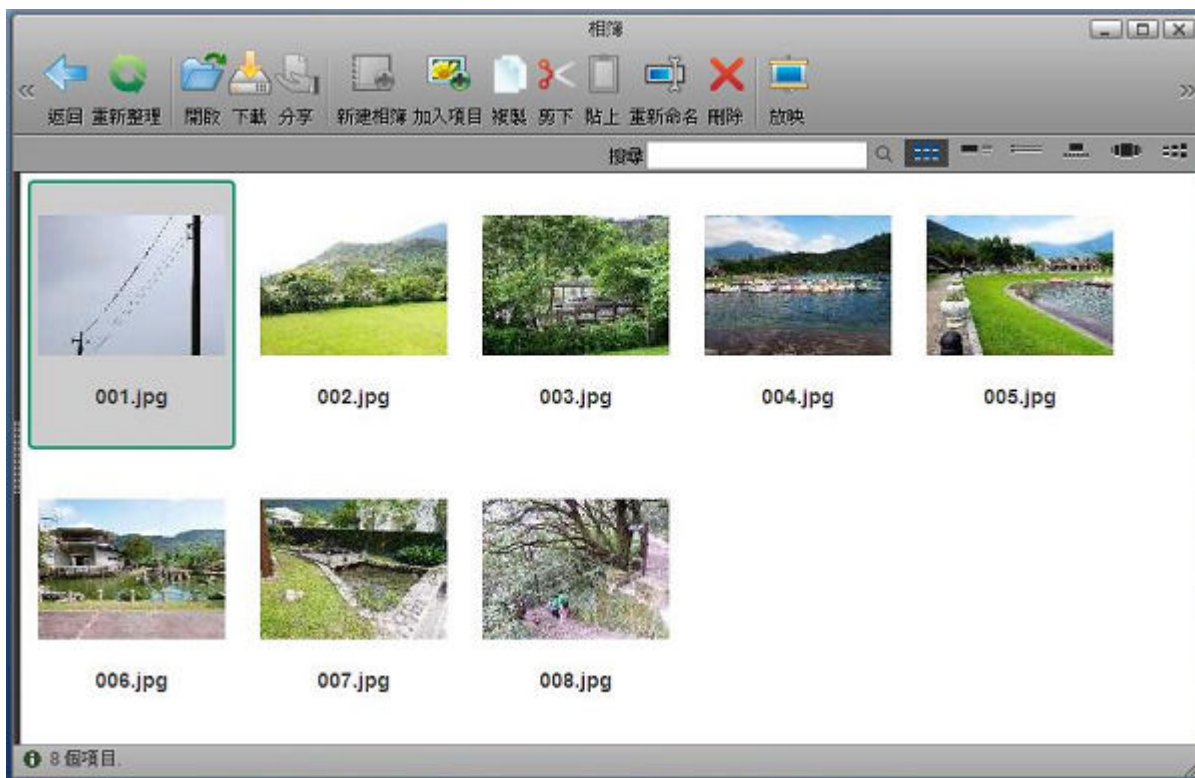 相簿
返回 重新整理 開啟 下載 分享 新建相簿 加入項目 複製 剪下 貼上 重新命名 刪除 放映
搜尋
001.jpg 002.jpg 003.jpg 004.jpg 005.jpg
006.jpg 007.jpg 008.jpg
8 個項目.